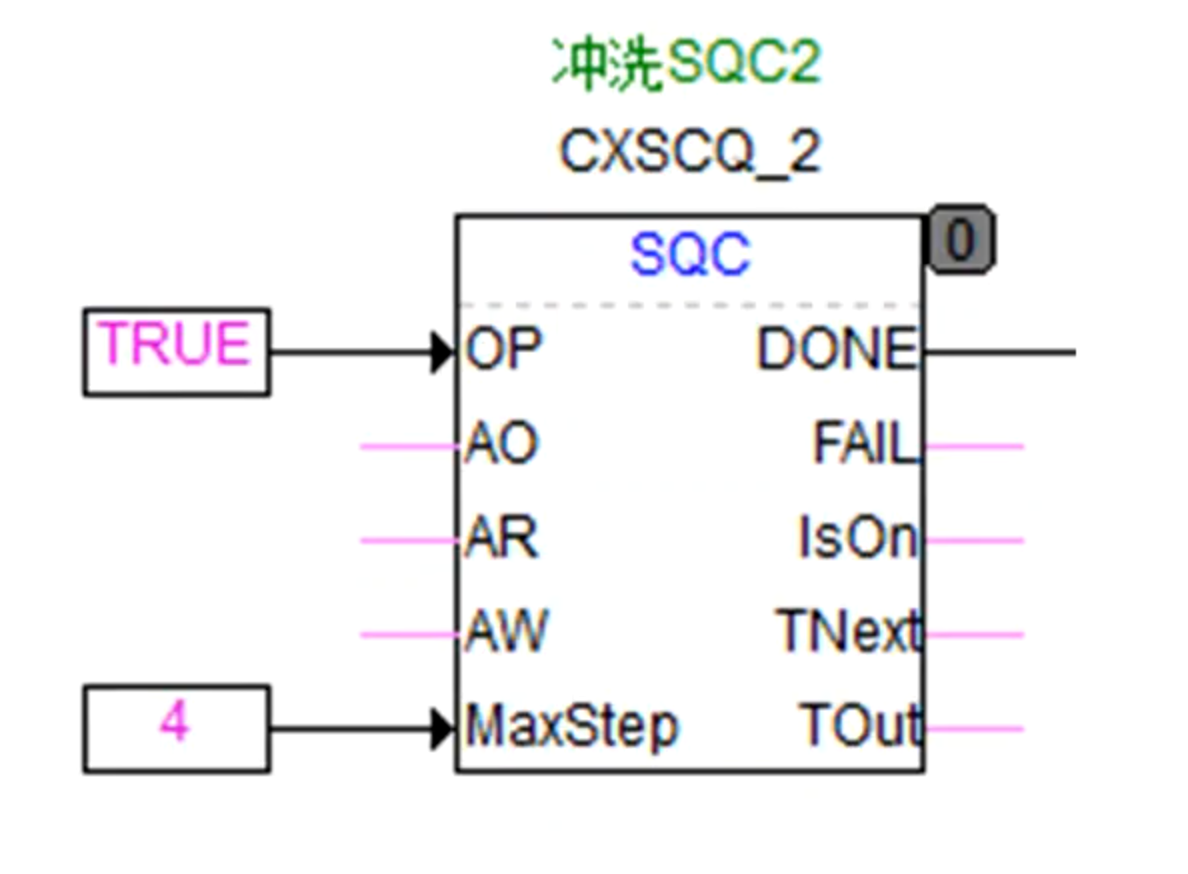 冲洗SQC2
CXSCQ_2
SQC
0
TRUE
OP
DONE
AO
FAIL
AR
IsOn
AW
TNext
4
MaxStep
TOut